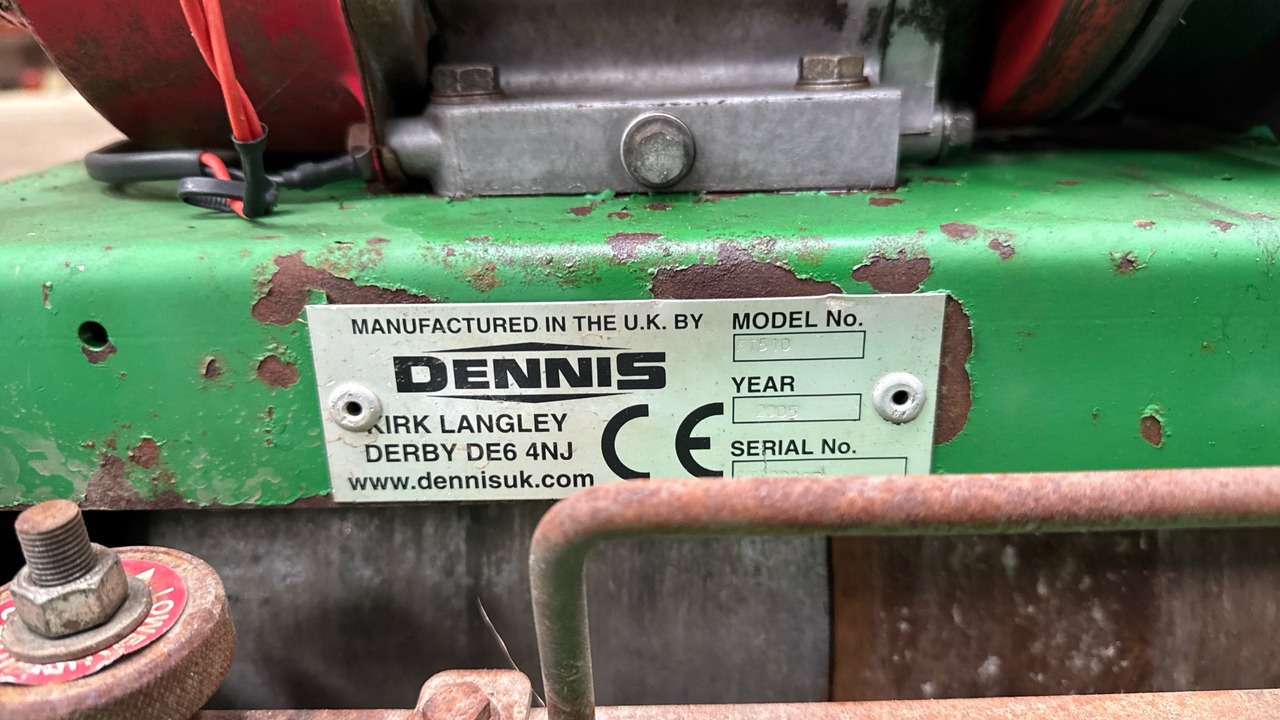 MANUFACTURED IN THE U.K. BY
DENNIS
KIRK LANGLEY
DERBY DE6 4NJ
www.dennisuk.com
CE
MODEL No.
YEAR
2005
SERIAL No.